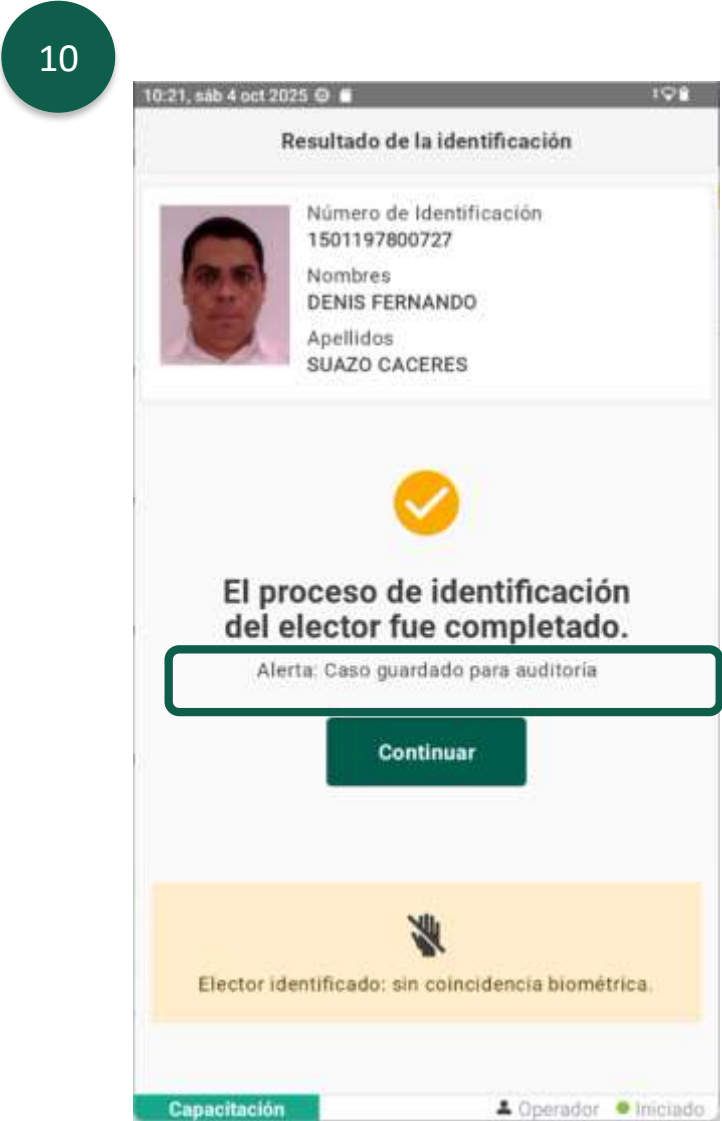 10
10:21, sáb 4 oct 2025
Resultado de la identificación
Número de Identificación
1501197800727
Nombres
DENIS FERNANDO
Apellidos
SUAZO CACERES
El proceso de identificación
del elector fue completado.
Alerta: Caso guardado para auditoría
Continuar
Elector identificado: sin coincidencia biométrica.
Capacitación
Operador
Iniciado